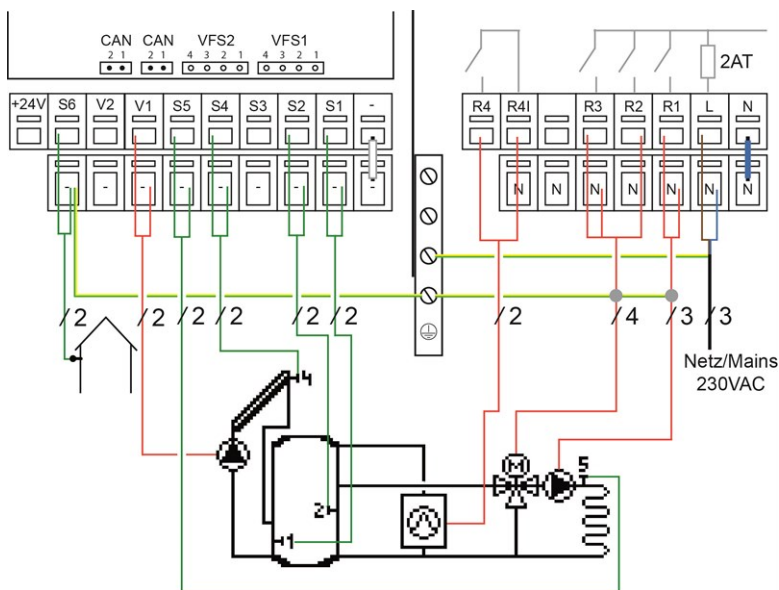 CAN CAN VFS2 VFS1
2 1 2 1 4 3 2 1 4 3 2 1
2AT
+24V S6 V2 V1 S5 S4 S3 S2 S1 - R4 R4I R3 R2 R1 L N
- - - - - - - - - N N N N N N
/2 /2 /2 /2 /2 /2 /2 /4 /3 /3
Netz/Mains
230VAC
4
M
5
2
1